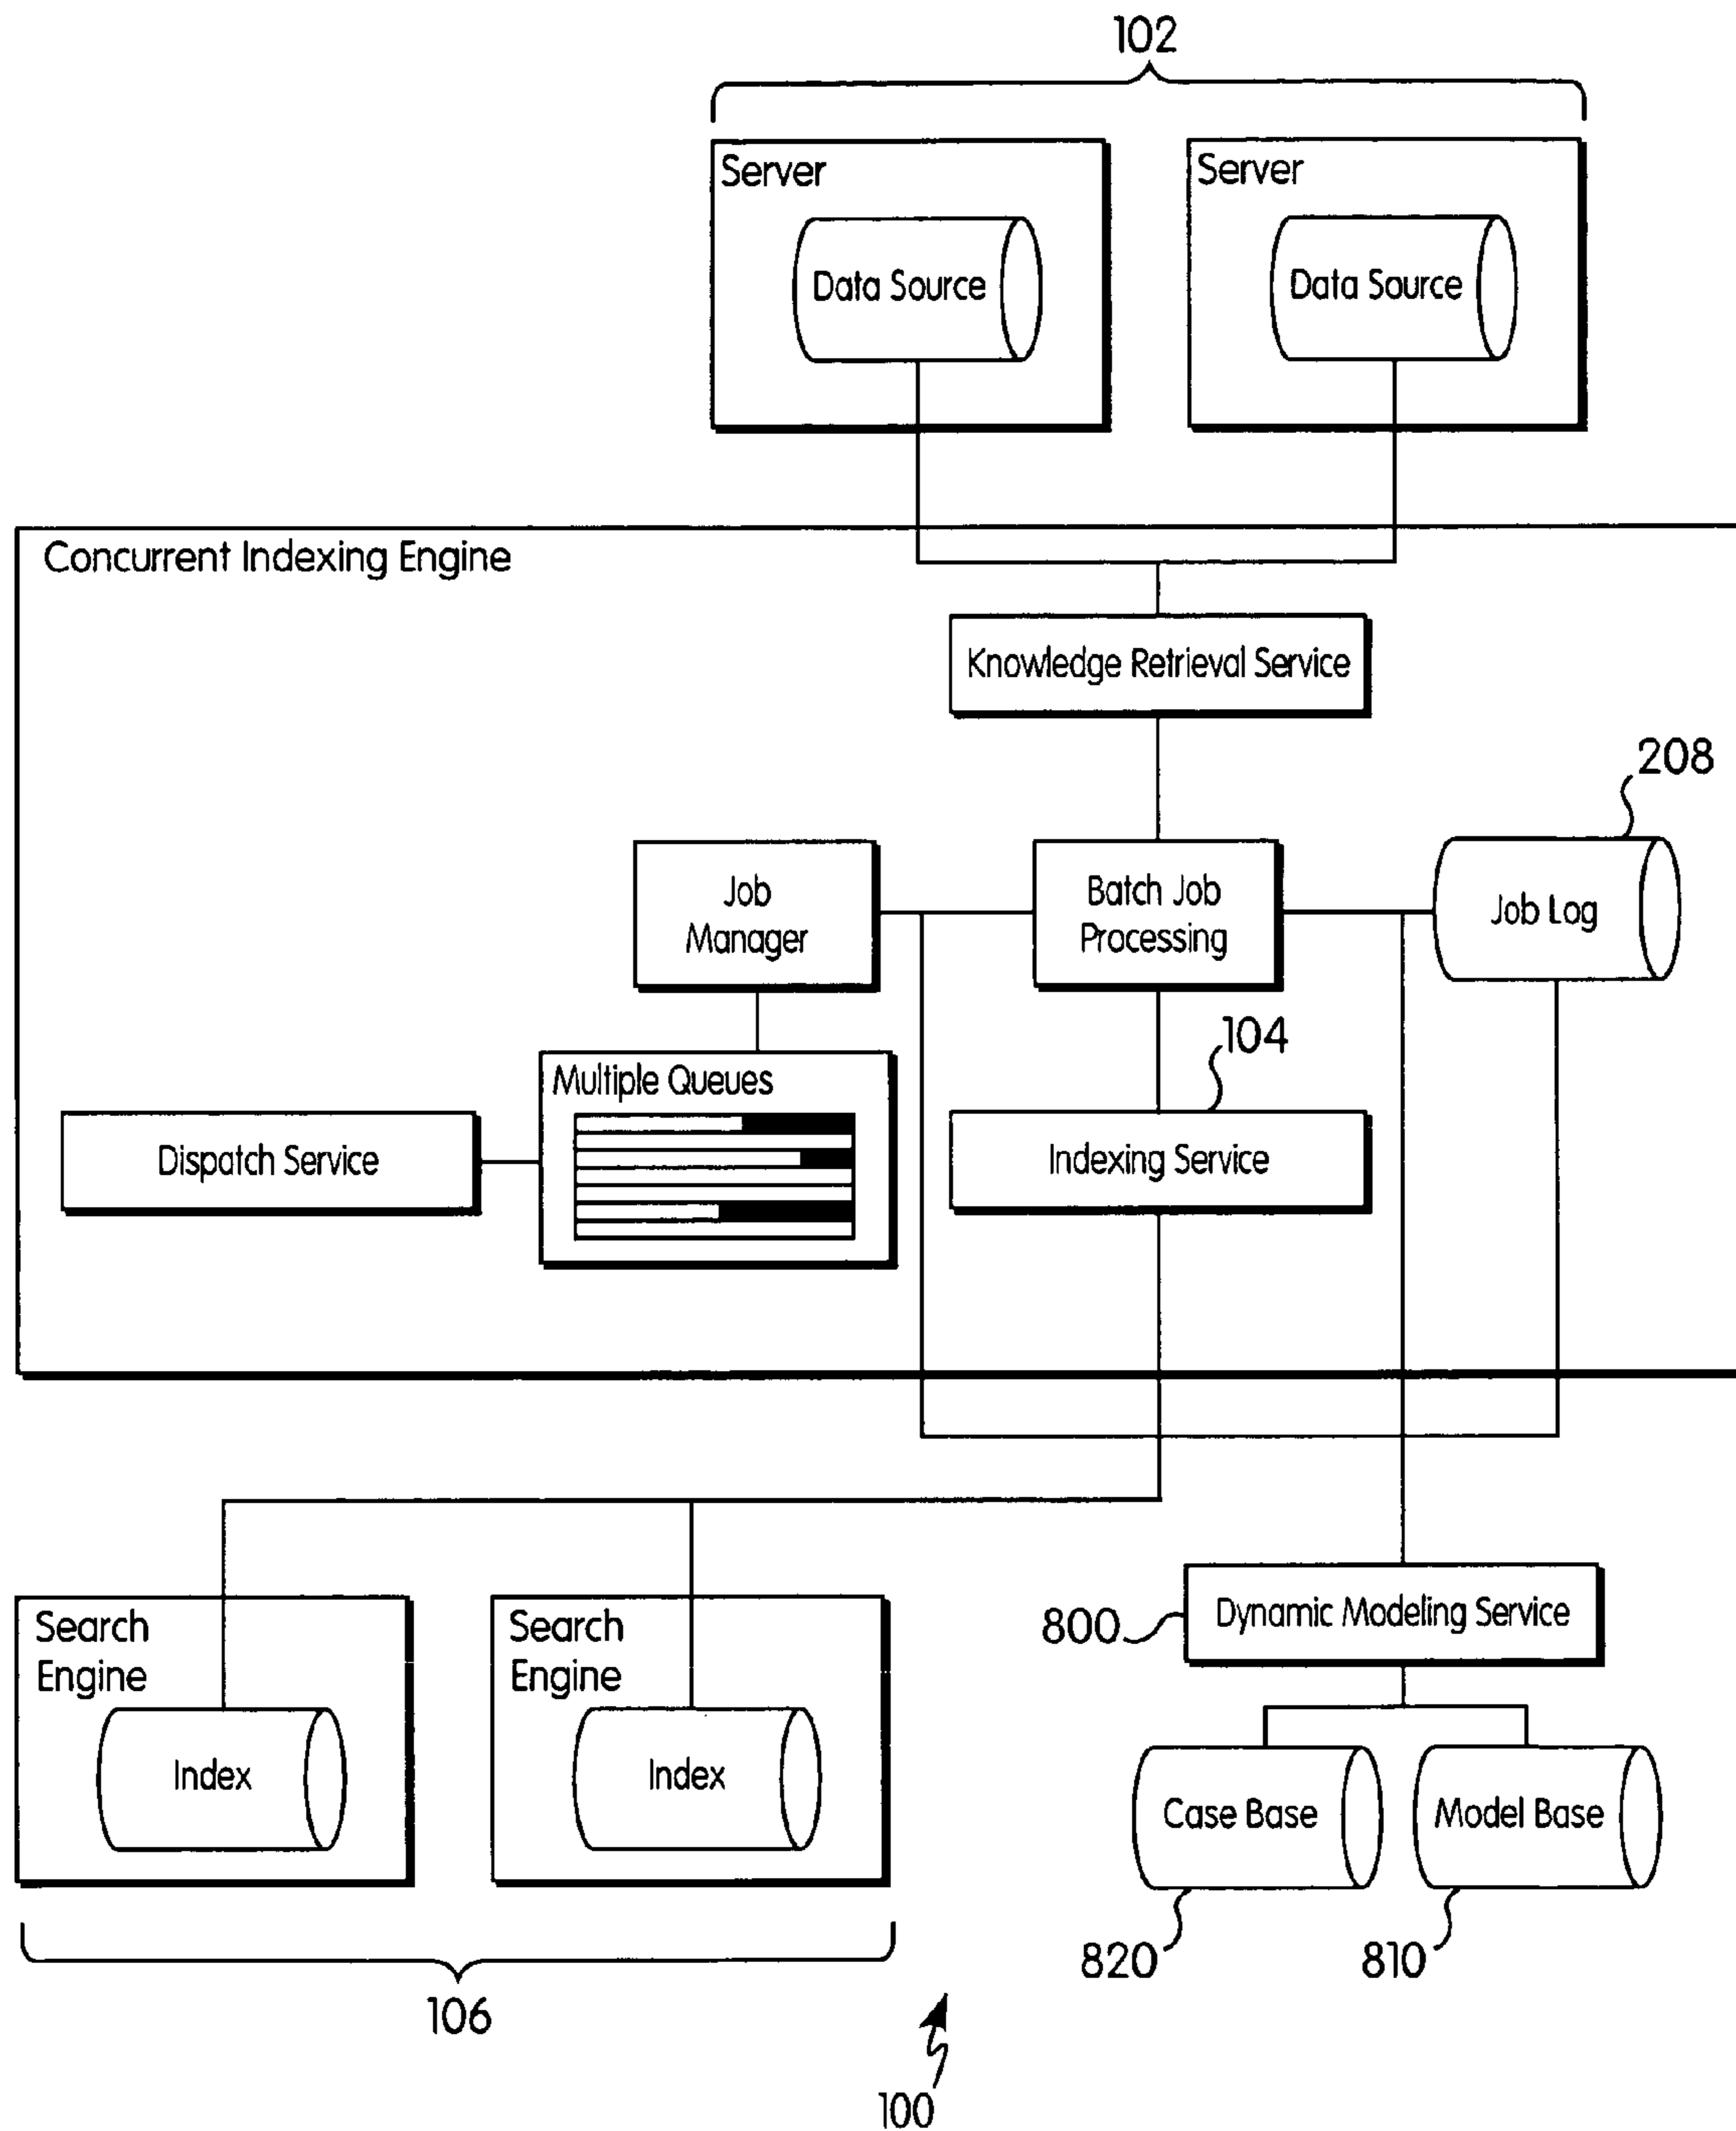 102
Server
Server
Data Source
Data Source
Concurrent Indexing Engine
Knowledge Retrieval Service
208
Job
Manager
Batch Job
Processing
Job Log
104
Multiple Queues
Dispatch Service
Indexing Service
800
Dynamic Modeling Service
Search
Engine
Search
Engine
Index
Index
Case Base
Model Base
820
810
106
100